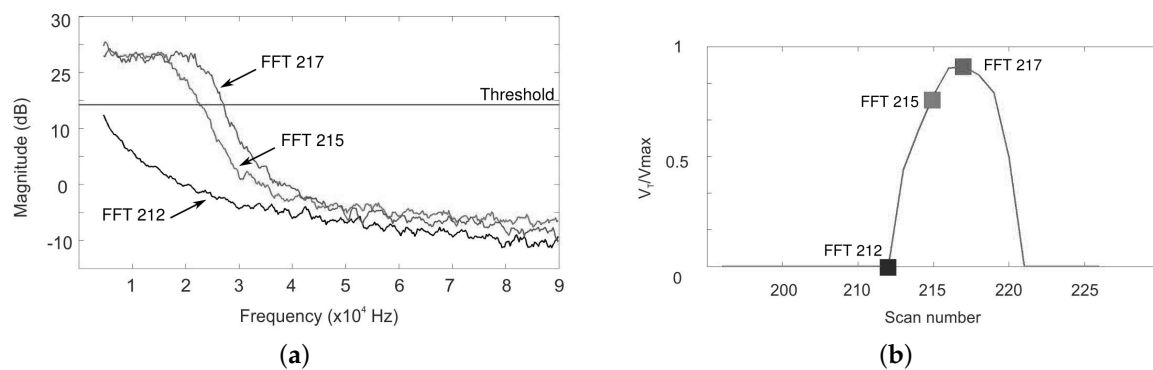 30
25
10
0
-10
Magnitude (dB)
FFT 217
Threshold
FFT 215
FFT 212
1 2 3 4 5 6 7 8 9
Frequency (x10⁴ Hz)
(a)
1
0.5
0
V_T/Vmax
FFT 217
FFT 215
FFT 212
200 210 215 220 225
Scan number
(b)